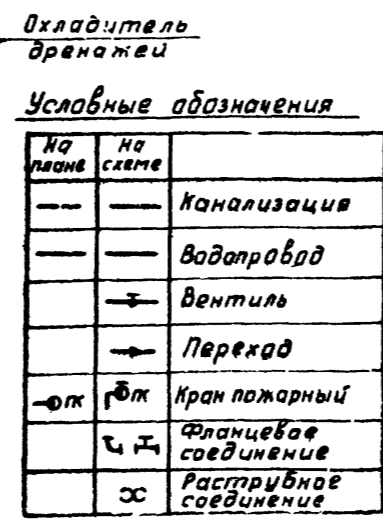 Охладитель
дренажей
Условные обозначения
На плане
На схеме
Канализация
Водопровод
Вентиль
Переход
пк пк Кран пожарный
Фланцевое
соединение
Раструбное
соединение